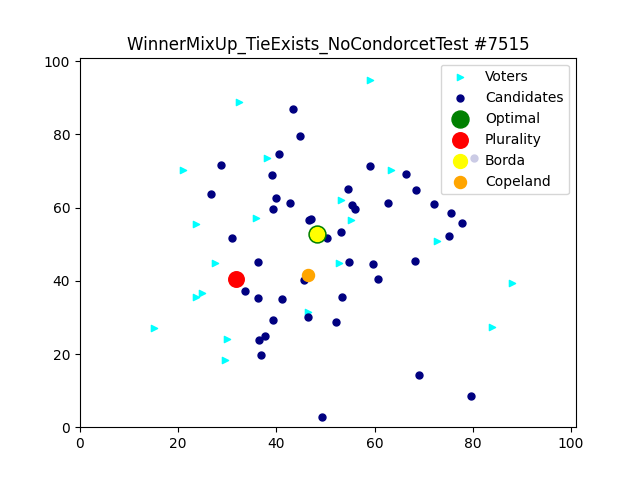 WinnerMixUp_TieExists_NoCondorcetTest #7515
100
80
60
40
20
0
0
20
40
60
80
100
Voters
Candidates
Optimal
Plurality
Borda
Copeland